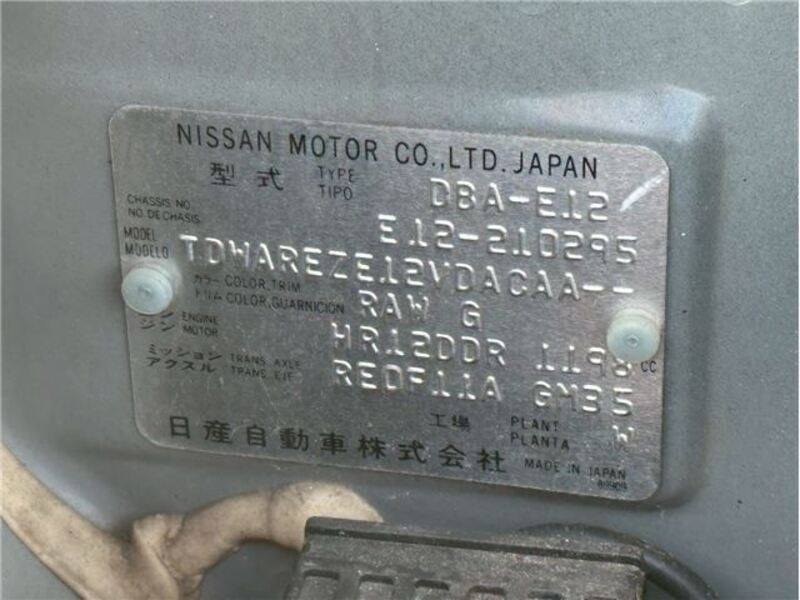 NISSAN MOTOR CO.,LTD. JAPAN
型式 TYPE TIPO DBA-E12
CHASSIS NO. NO. DE CHASIS E12-210295
MODEL MODELO TDWAREZE12VDACAA--
カラー トリム COLOR,TRIM COLOR,GUARNICION RAW G
エンジン ENGINE MOTOR HR12DDR 1198 CC
ミッション アクスル TRANS. AXLE TRANS. EJE REOF11A GM35
工場 PLANT PLANTA W
日産自動車株式会社 MADE IN JAPAN